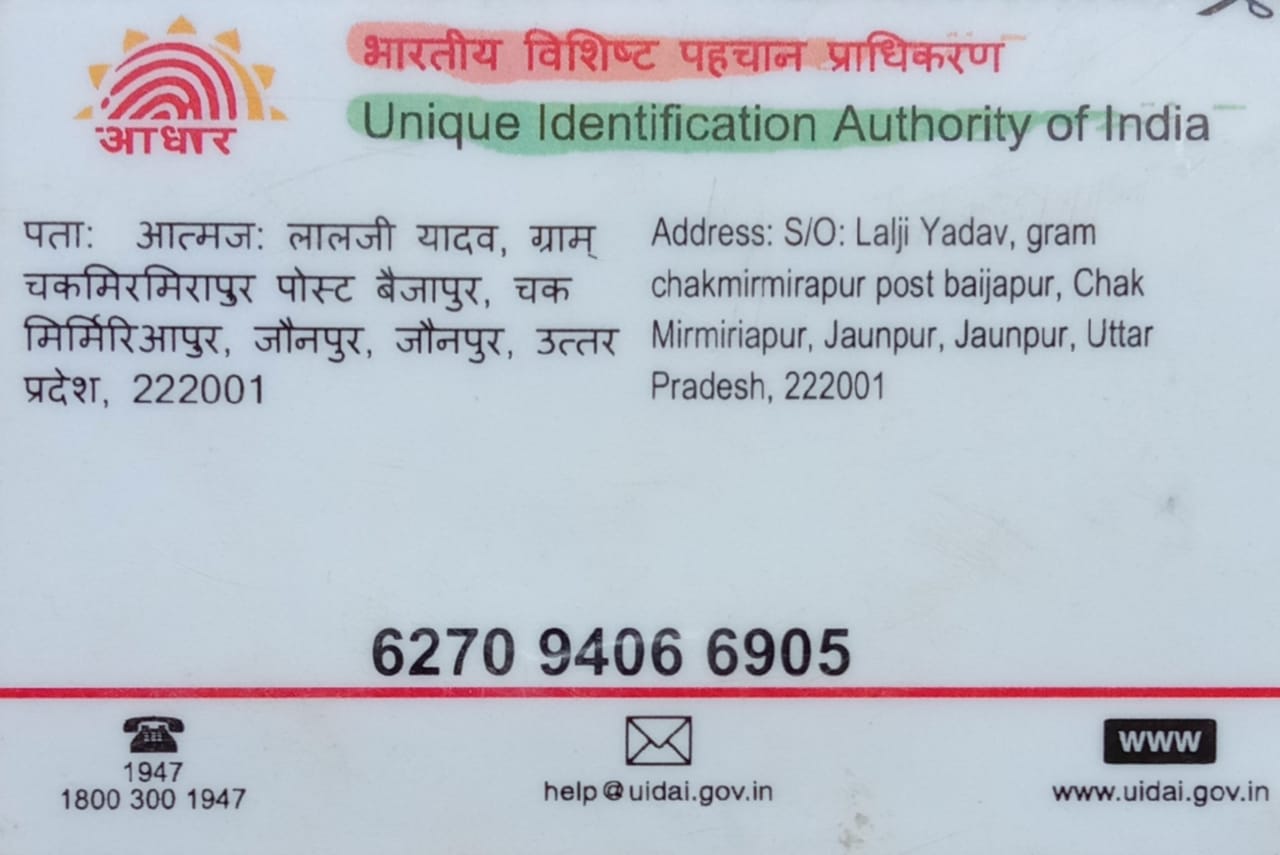 आधार
भारतीय विशिष्ट पहचान प्राधिकरण
Unique Identification Authority of India
पता: आत्मज: लालजी यादव, ग्राम्
चकमिरमिरापुर पोस्ट बैजापुर, चक
मिर्मिरिआपुर, जौनपुर, जौनपुर, उत्तर
प्रदेश, 222001
Address: S/O: Lalji Yadav, gram
chakmirmirapur post baijapur, Chak
Mirmiriapur, Jaunpur, Jaunpur, Uttar
Pradesh, 222001
6270 9406 6905
1947
1800 300 1947
help@uidai.gov.in
www
www.uidai.gov.in